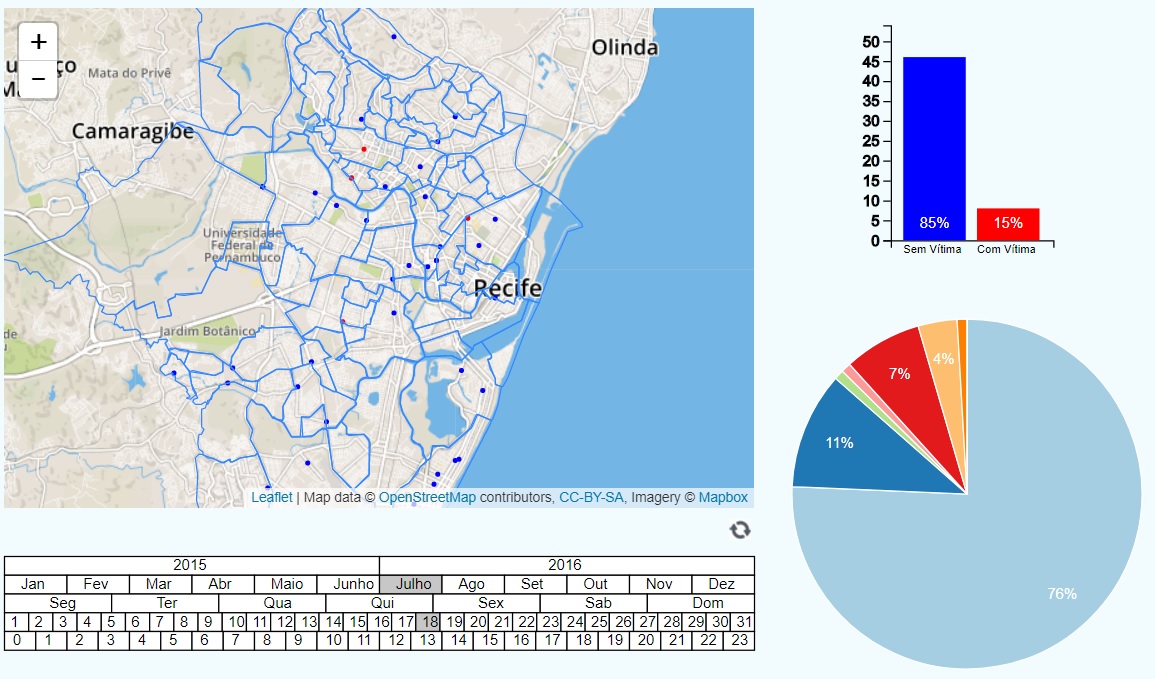 +
−
Olinda
Mata do Privê
Camaragibe
Universidade
Federal de
Pernambuco
Recife
Jardim Botânico
de
Leaflet | Map data © OpenStreetMap contributors, CC-BY-SA, Imagery © Mapbox
2015 2016
Jan Fev Mar Abr Maio Junho Julho Ago Set Out Nov Dez
Seg Ter Qua Qui Sex Sab Dom
1 2 3 4 5 6 7 8 9 10 11 12 13 14 15 16 17 18 19 20 21 22 23 24 25 26 27 28 29 30 31
0 1 2 3 4 5 6 7 8 9 10 11 12 13 14 15 16 17 18 19 20 21 22 23
50
45
40
35
30
25
20
15
10
5
0
85% 15%
Sem Vítima Com Vítima
4%
7%
11%
76%